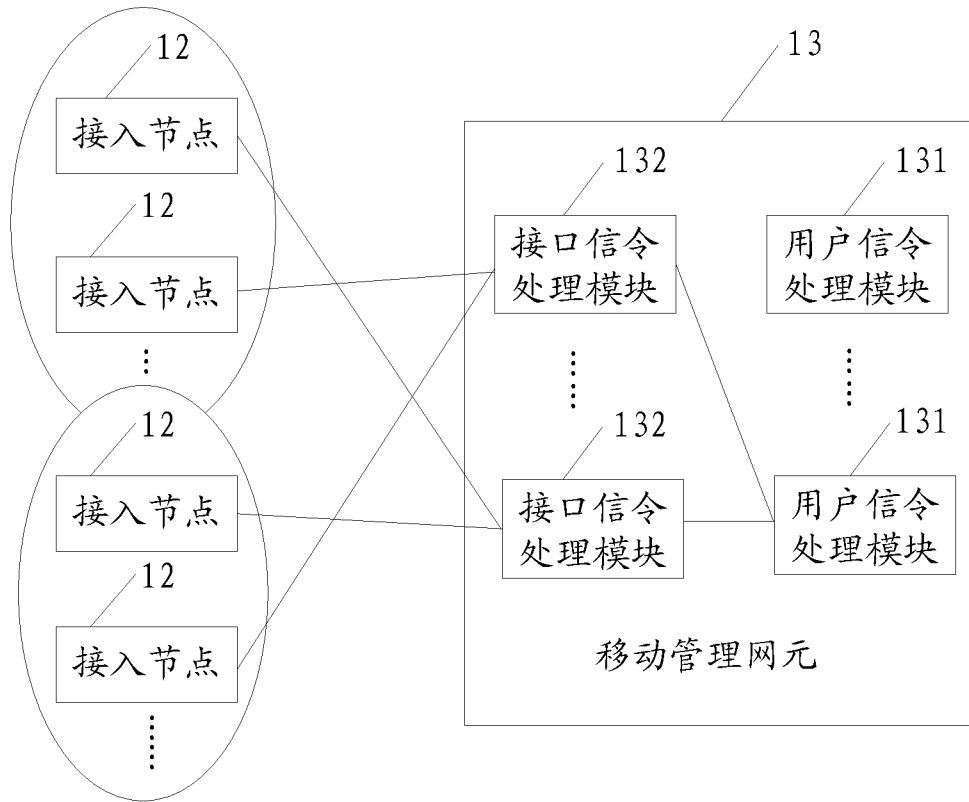 12
接入节点
12
接入节点
12
接入节点
12
接入节点
13
132
接口信令
处理模块
131
用户信令
处理模块
132
接口信令
处理模块
131
用户信令
处理模块
移动管理网元